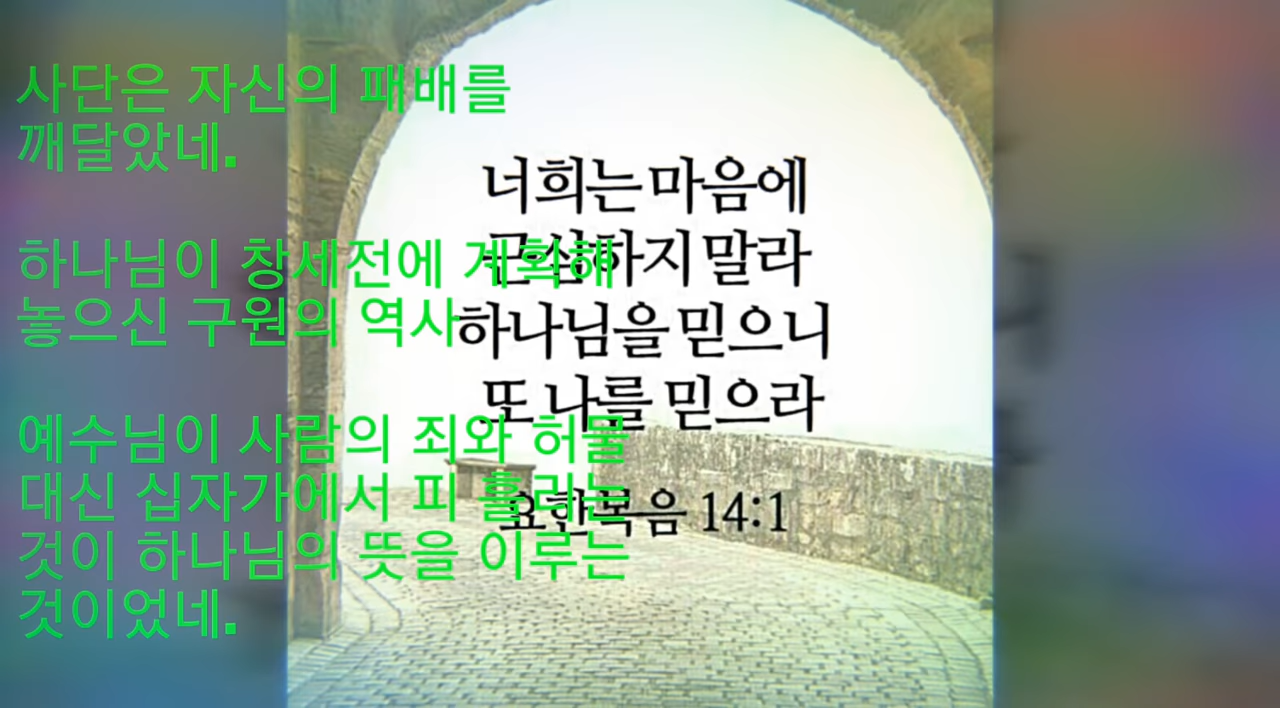 사단은 자신의 패배를
깨달았네.
하나님이 창세전에 계획해
놓으신 구원의 역사
예수님이 사람의 죄와 허물
대신 십자가에서 피 흘리는
것이 하나님의 뜻을 이루는
것이었네.
너희는 마음에
근심하지 말라
하나님을 믿으니
또 나를 믿으라
요한복음 14:1